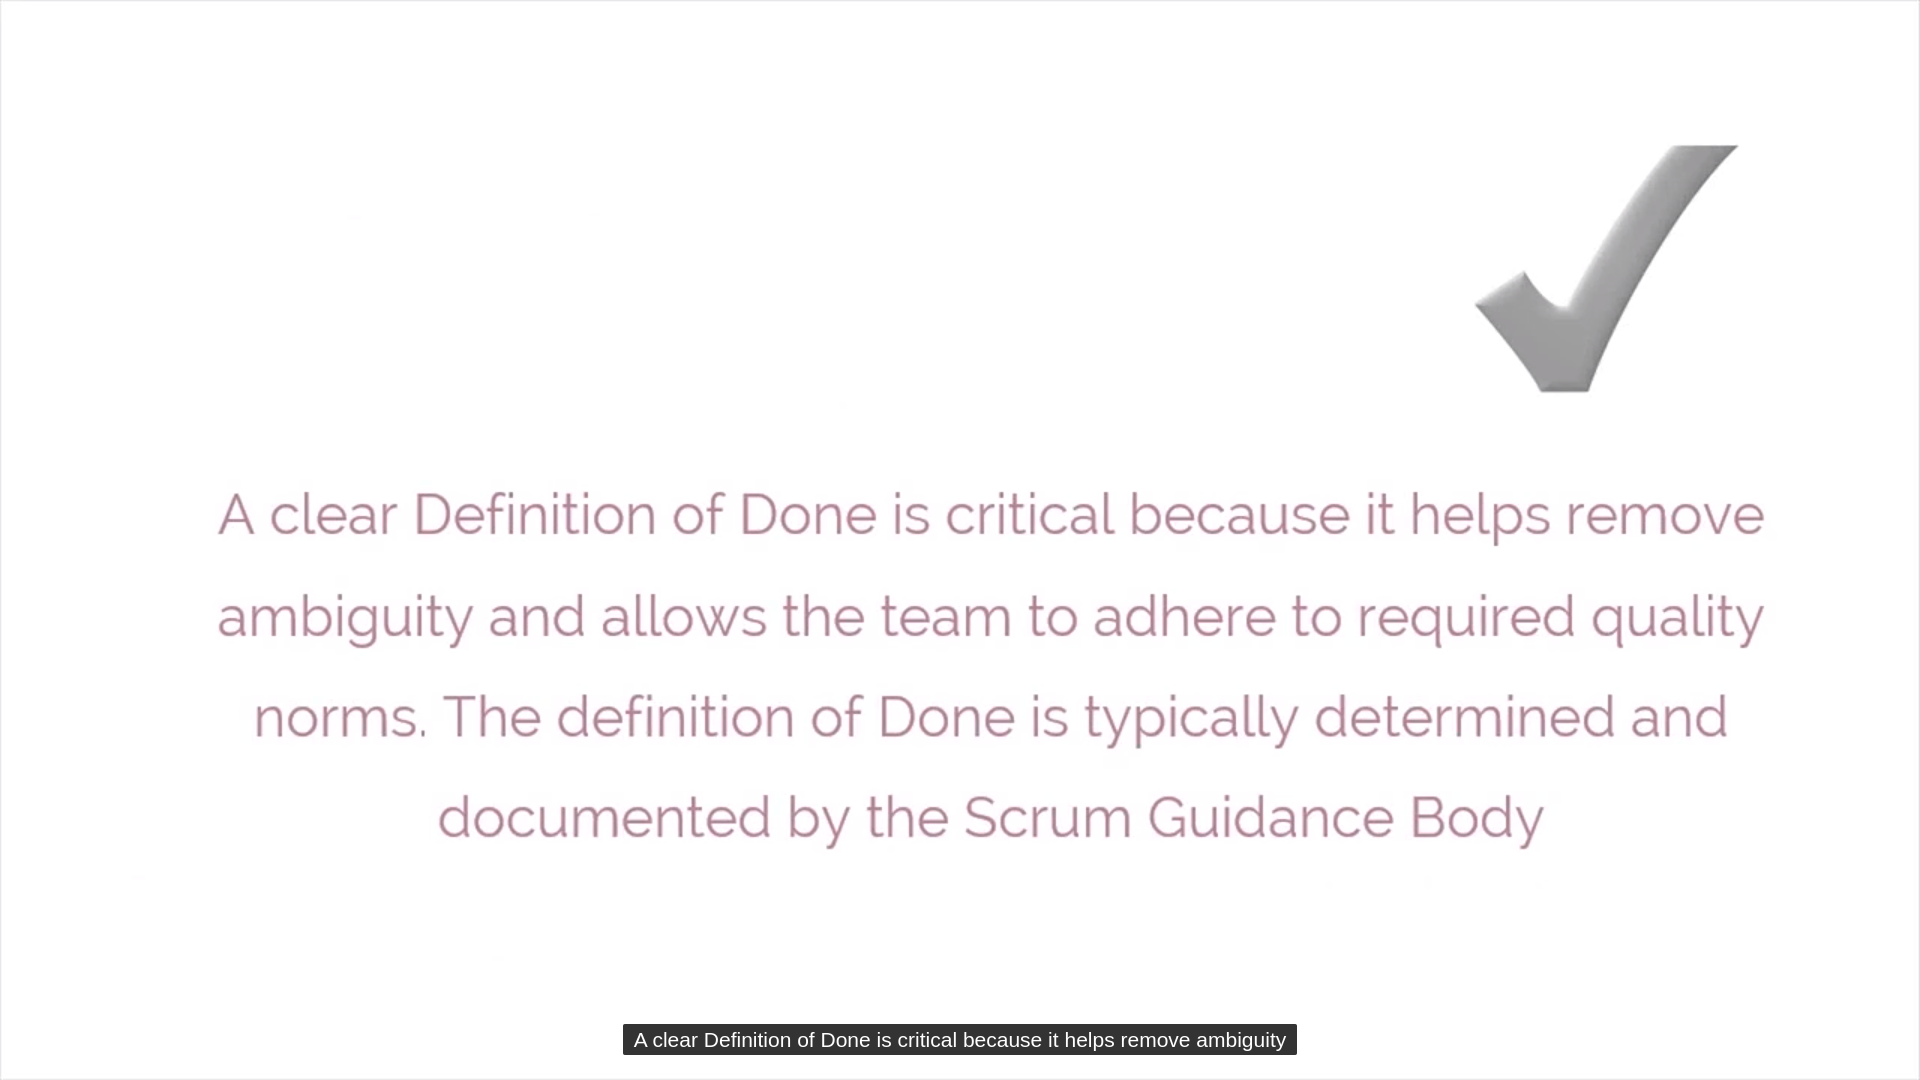 A clear Definition of Done is critical because it helps remove
ambiguity and allows the team to adhere to required quality
norms. The definition of Done is typically determined and
documented by the Scrum Guidance Body
A clear Definition of Done is critical because it helps remove ambiguity